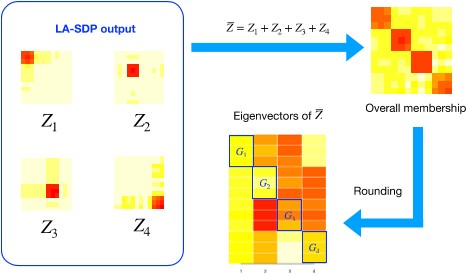 LA-SDP output
Z1
Z2
Z3
Z4
Z̅ = Z1 + Z2 + Z3 + Z4
Overall membership
Rounding
Eigenvectors of Z̅
G1
G2
G3
G4
1 2 3 4